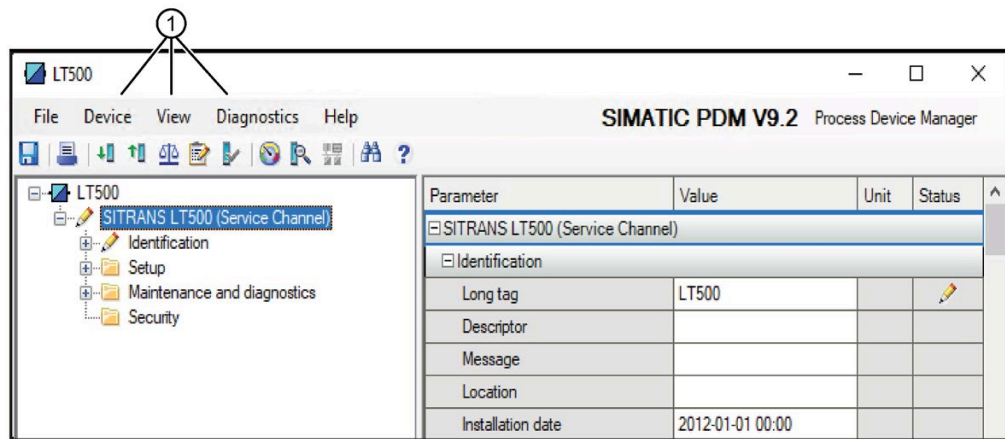 1
LT500
File Device View Diagnostics Help SIMATIC PDM V9.2 Process Device Manager
?
LT500
SITRANS LT500 (Service Channel)
Identification
Setup
Maintenance and diagnostics
Security
Parameter Value Unit Status
SITRANS LT500 (Service Channel)
Identification
Long tag LT500
Descriptor
Message
Location
Installation date 2012-01-01 00:00